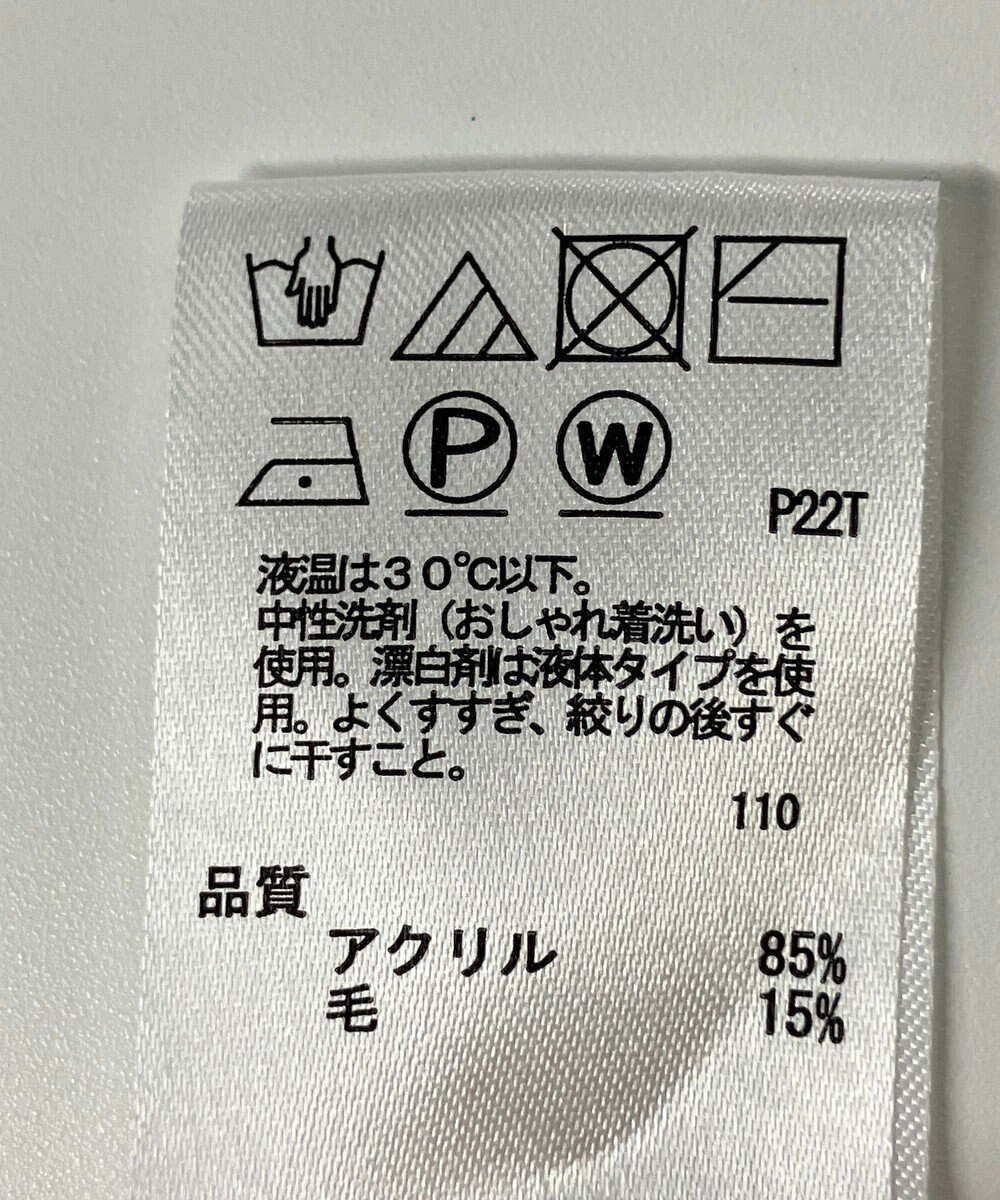 P
W
P22T
液温は30℃以下。
中性洗剤（おしゃれ着洗い）を
使用。漂白剤は液体タイプを使
用。よくすすぎ、絞りの後すぐ
に干すこと。
110
品質
アクリル 85%
毛 15%